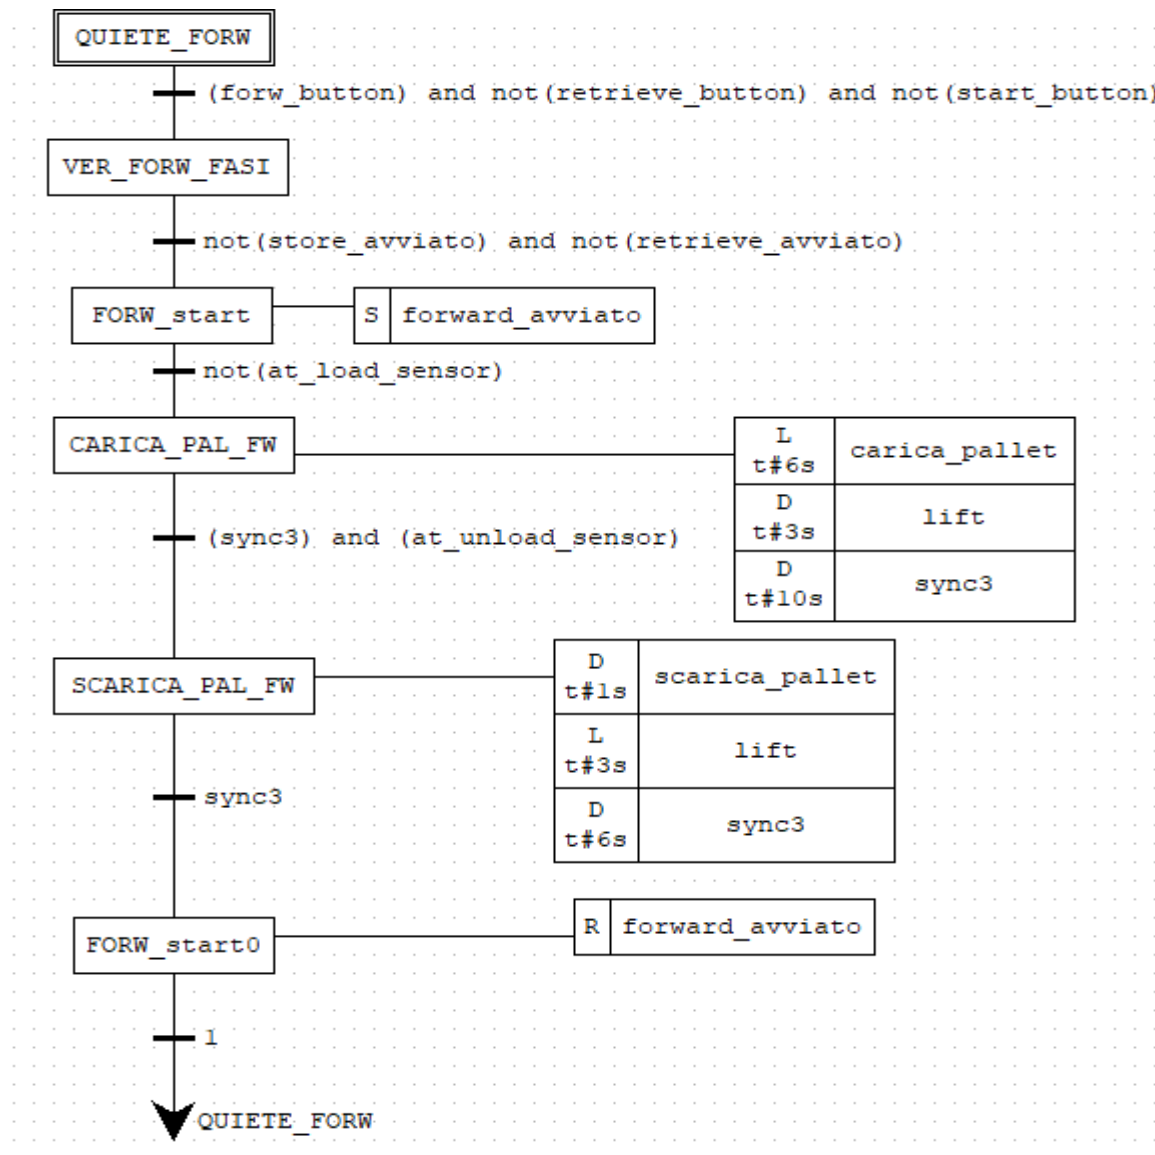 QUIETE_FORW
(forw_button) and not(retrieve_button) and not(start_button)
VER_FORW_FASI
not(store_avviato) and not(retrieve_avviato)
FORW_start
S
forward_avviato
not(at_load_sensor)
CARICA_PAL_FW
L
t#6s
carica_pallet
D
t#3s
lift
D
t#10s
sync3
(sync3) and (at_unload_sensor)
SCARICA_PAL_FW
D
t#1s
scarica_pallet
L
t#3s
lift
D
t#6s
sync3
sync3
FORW_start0
R
forward_avviato
1
QUIETE_FORW